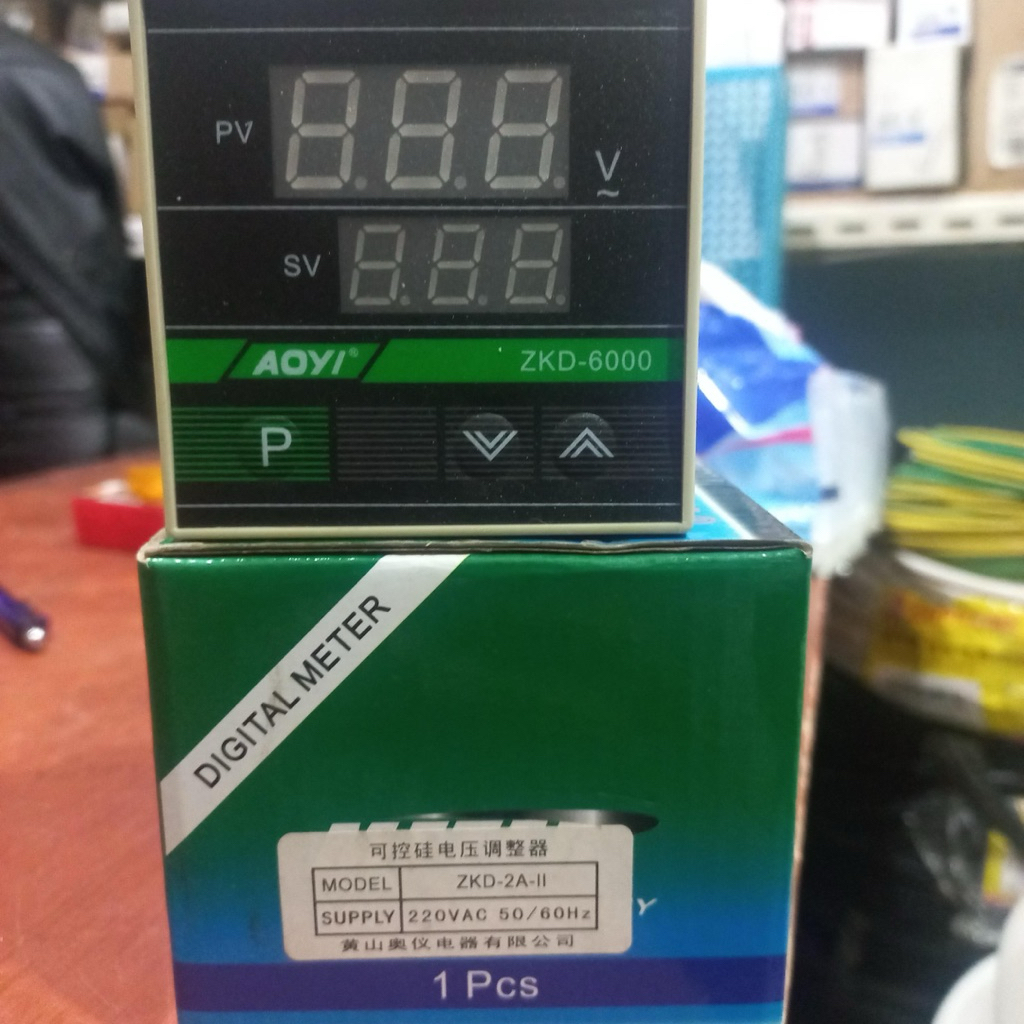 PV
V
~
SV
AOYI® ZKD-6000
P
DIGITAL METER
可控硅电压调整器
MODEL ZKD-2A-II
SUPPLY 220VAC 50/60Hz
Y
黄山奥仪电器有限公司
1 Pcs